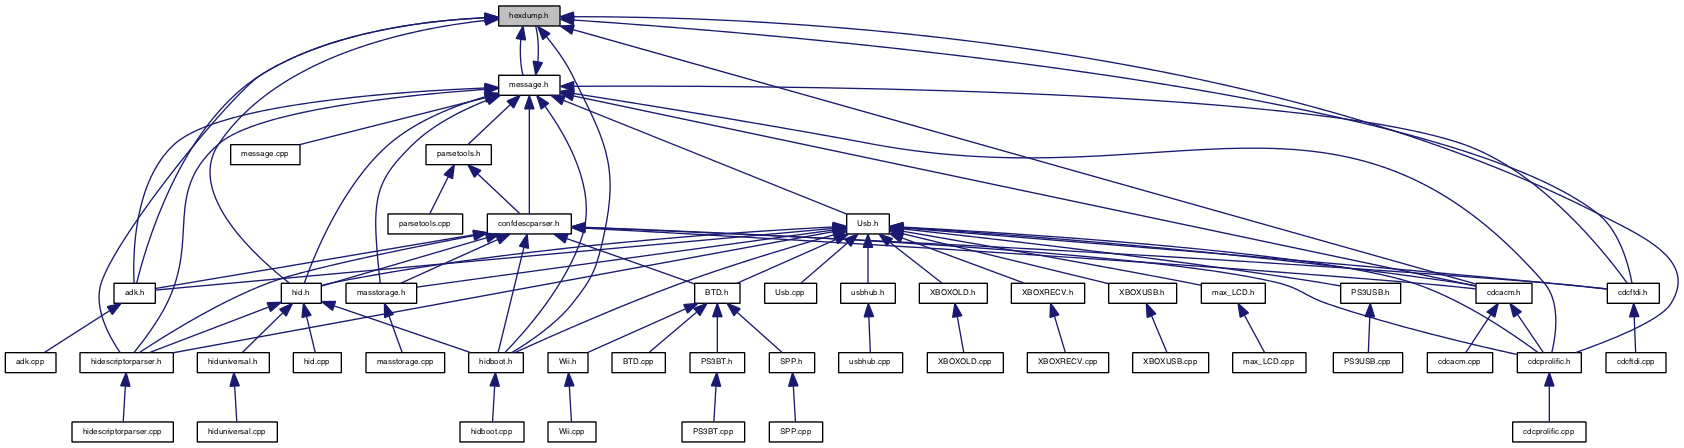 hexdump.h
message.h
message.cpp
parsetools.h
parsetools.cpp
confdescparser.h
Usb.h
adk.h
hid.h
masstorage.h
BTD.h
Usb.cpp
usbhub.h
XBOXOLD.h
XBOXRECV.h
XBOXUSB.h
max_LCD.h
PS3USB.h
cdcacm.h
cdcftdi.h
adk.cpp
hidescriptorparser.h
hiduniversal.h
hid.cpp
masstorage.cpp
hidboot.h
Wii.h
BTD.cpp
PS3BT.h
SPP.h
usbhub.cpp
XBOXOLD.cpp
XBOXRECV.cpp
XBOXUSB.cpp
max_LCD.cpp
PS3USB.cpp
cdcacm.cpp
cdcprolific.h
cdcftdi.cpp
hidescriptorparser.cpp
hiduniversal.cpp
hidboot.cpp
Wii.cpp
PS3BT.cpp
SPP.cpp
cdcprolific.cpp